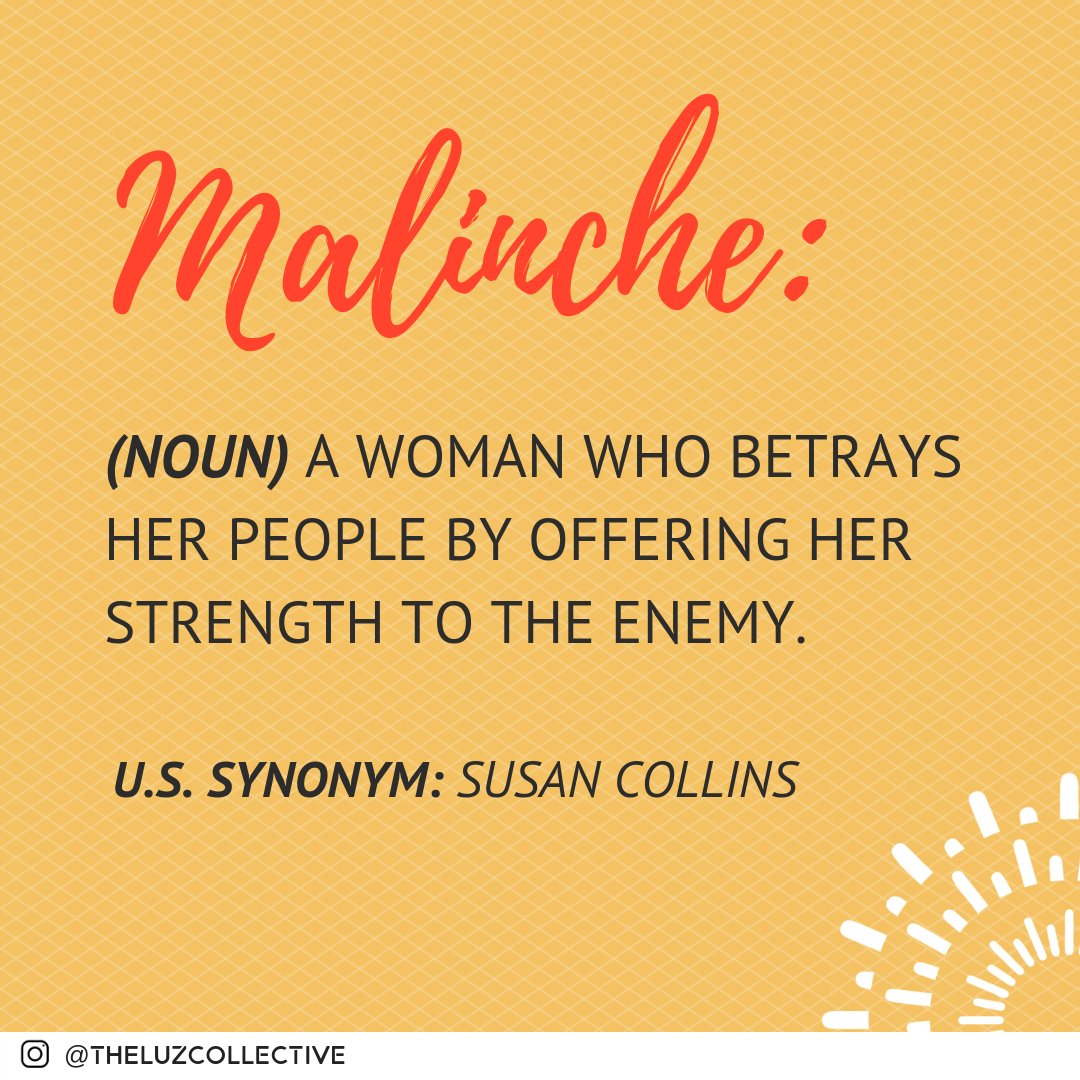 Malinche:
(NOUN) A WOMAN WHO BETRAYS
HER PEOPLE BY OFFERING HER
STRENGTH TO THE ENEMY.
U.S. SYNONYM: SUSAN COLLINS
@THELUZCOLLECTIVE